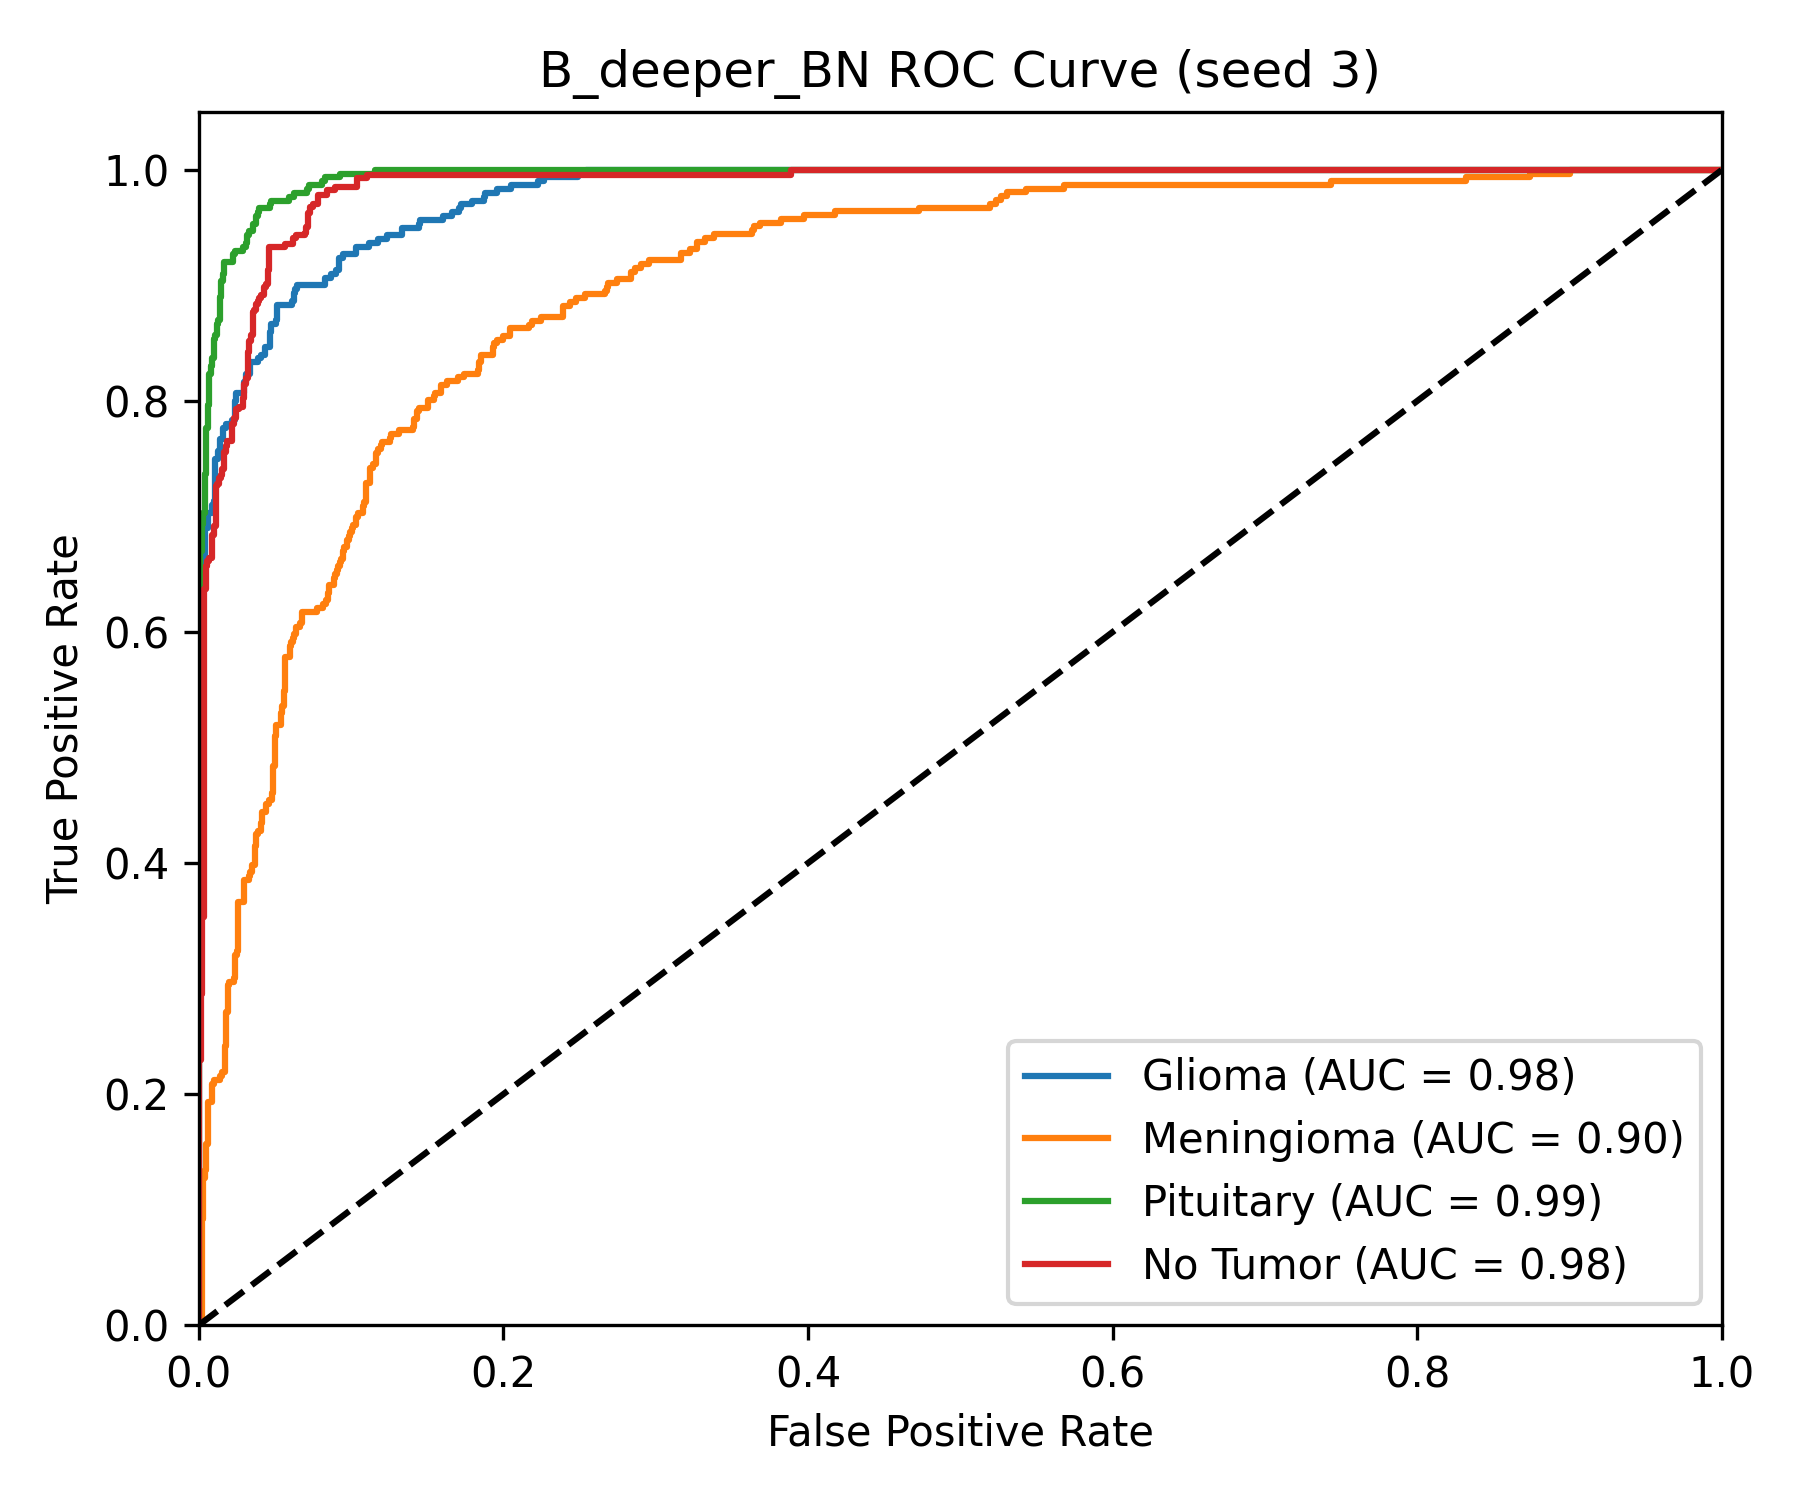 B_deeper_BN ROC Curve (seed 3)
True Positive Rate
1.0
0.8
0.6
0.4
0.2
0.0
0.0 0.2 0.4 0.6 0.8 1.0
False Positive Rate
Glioma (AUC = 0.98)
Meningioma (AUC = 0.90)
Pituitary (AUC = 0.99)
No Tumor (AUC = 0.98)